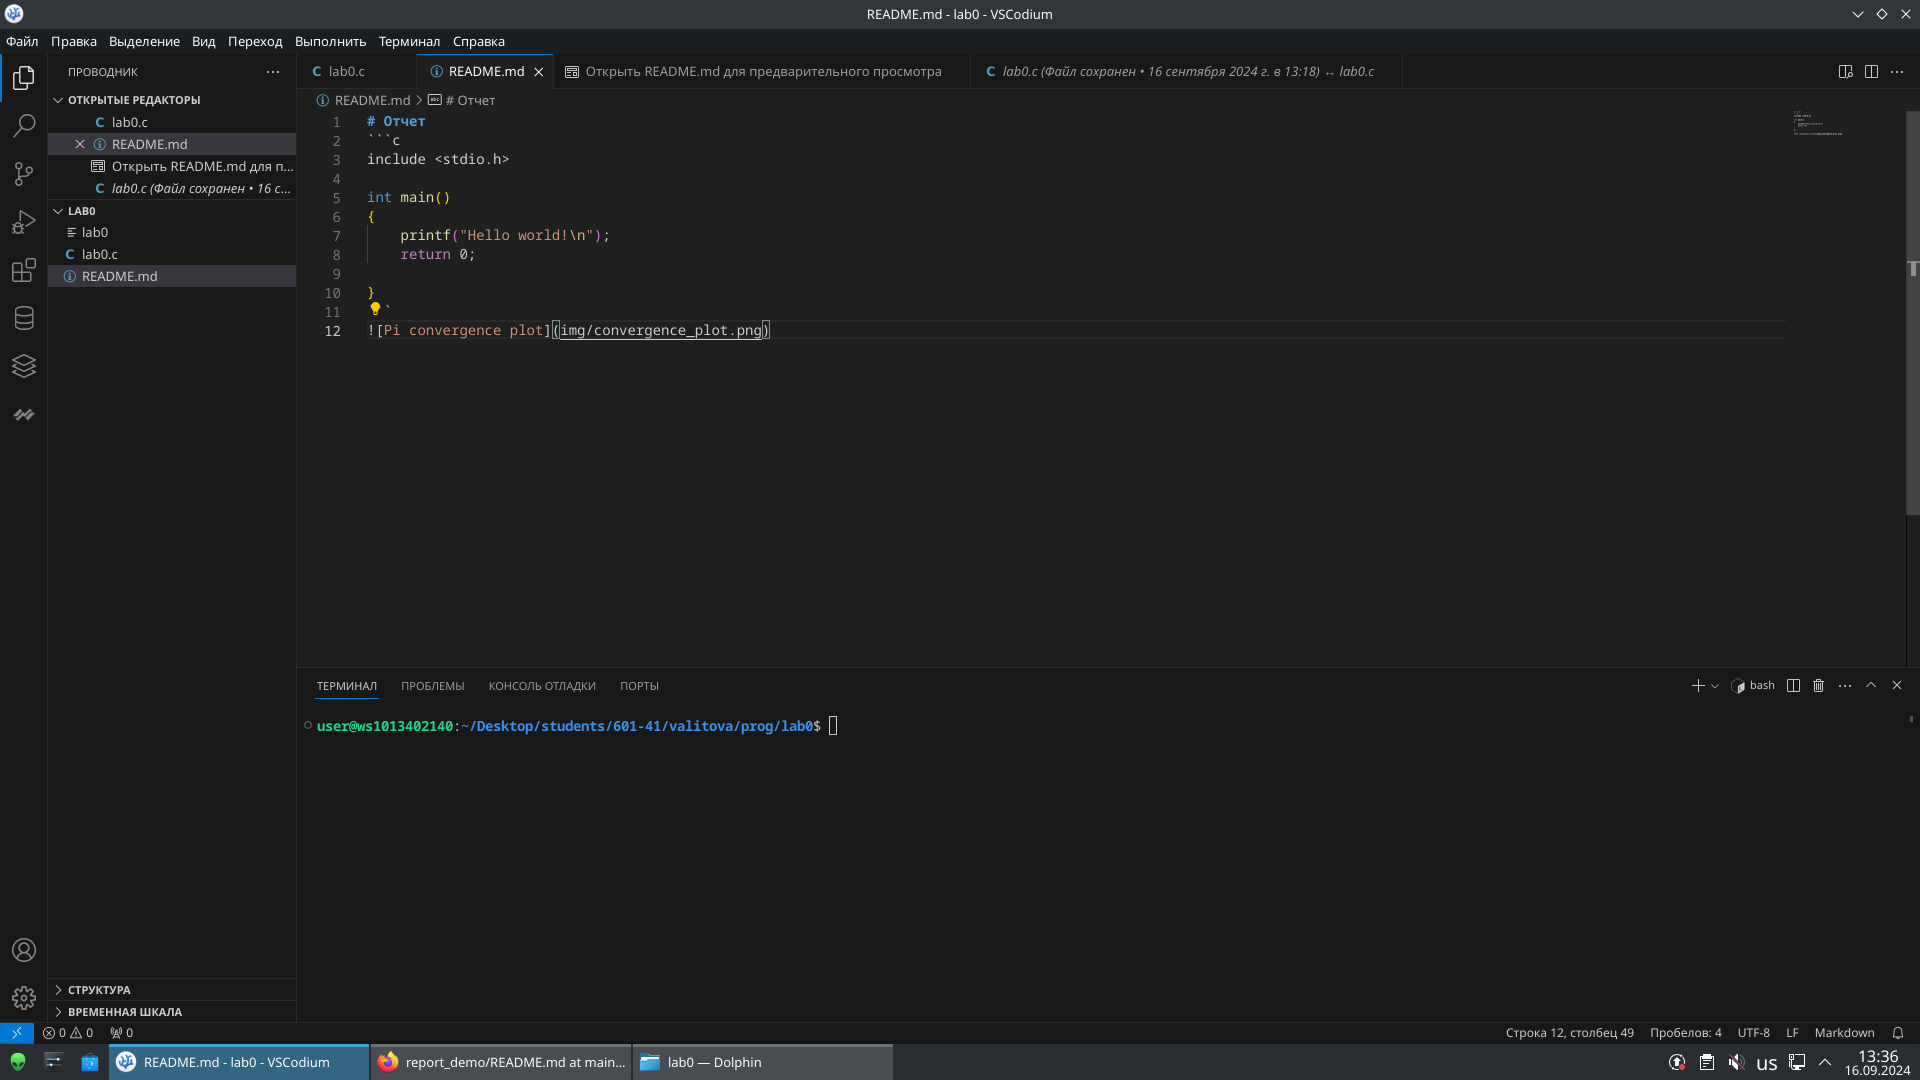 README.md - lab0 - VSCodium
Файл Правка Выделение Вид Переход Выполнить Терминал Справка
ПРОВОДНИК
ОТКРЫТЫЕ РЕДАКТОРЫ
lab0.c
README.md
Открыть README.md для п...
lab0.c (Файл сохранен • 16 с...
LAB0
lab0
lab0.c
README.md
СТРУКТУРА
ВРЕМЕННАЯ ШКАЛА
lab0.c README.md Открыть README.md для предварительного просмотра lab0.c (Файл сохранен • 16 сентября 2024 г. в 13:18) ↔ lab0.c
README.md > # Отчет
1 # Отчет
2 ```c
3 include <stdio.h>
4
5 int main()
6 {
7 printf("Hello world!\n");
8 return 0;
9
10 }
11 `
12 ![Pi convergence plot](img/convergence_plot.png)
ТЕРМИНАЛ ПРОБЛЕМЫ КОНСОЛЬ ОТЛАДКИ ПОРТЫ
bash
user@ws1013402140:~/Desktop/students/601-41/valitova/prog/lab0$
0 0 0
Строка 12, столбец 49 Пробелов: 4 UTF-8 LF Markdown
README.md - lab0 - VSCodium report_demo/README.md at main... lab0 — Dolphin
us
13:36
16.09.2024